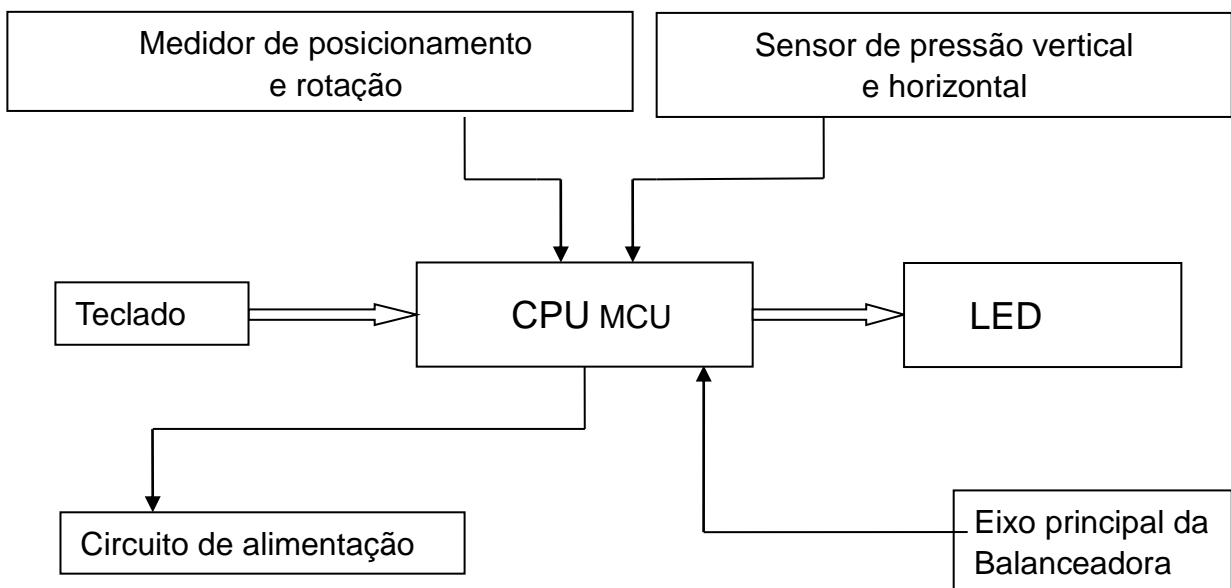 Medidor de posicionamento
e rotação
Sensor de pressão vertical
e horizontal
Teclado
CPU MCU
LED
Circuito de alimentação
Eixo principal da
Balanceadora